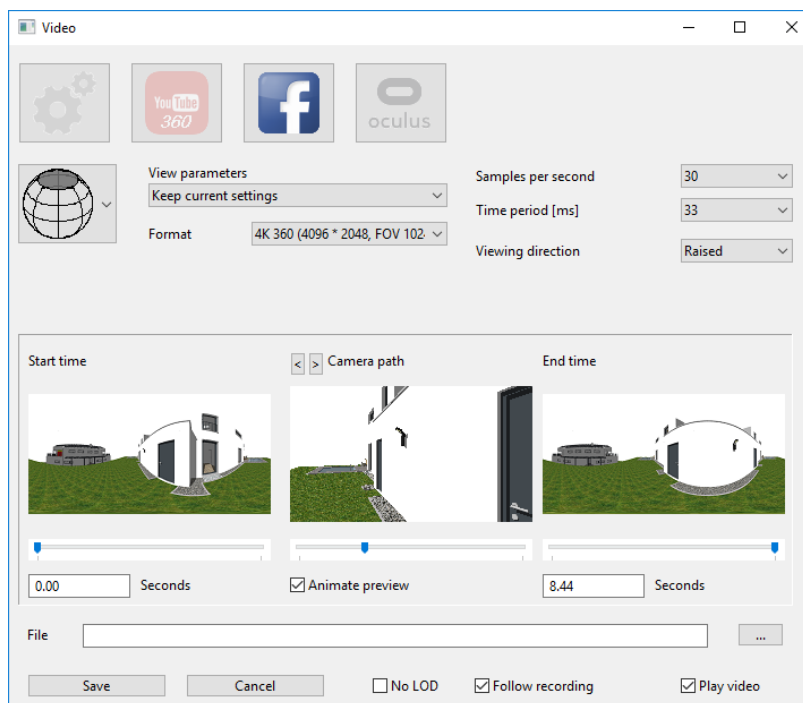 Video
You Tube
360
f
oculus
View parameters
Keep current settings
Format
4K 360 (4096 * 2048, FOV 102
Samples per second
30
Time period [ms]
33
Viewing direction
Raised
Start time
< > Camera path
End time
0.00 Seconds
Animate preview
8.44 Seconds
File
...
Save
Cancel
No LOD
Follow recording
Play video